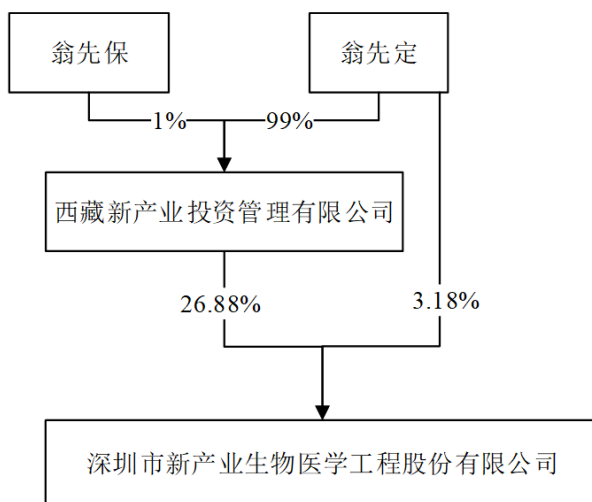 翁先保
翁先定
1%
99%
西藏新产业投资管理有限公司
26.88%
3.18%
深圳市新产业生物医学工程股份有限公司